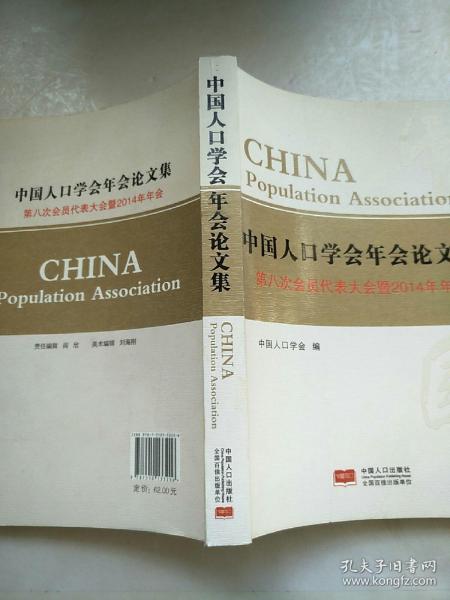 中国人口学会年会论文集
第八次会员代表大会暨2014年年会
CHINA
Population Association
责任编辑 美术编辑 刘海刚
定价：62.00元
中国人口学会年会论文集
CHINA
Population Association
中国人口出版社
全国百佳出版单位
CHINA
Population Association
中国人口学会年会论文
第八次会员代表大会暨2014年年
中国人口学会 编
中国人口出版社
China Population Publishing House
全国百佳出版单位
孔夫子旧书网
www.kongfz.com